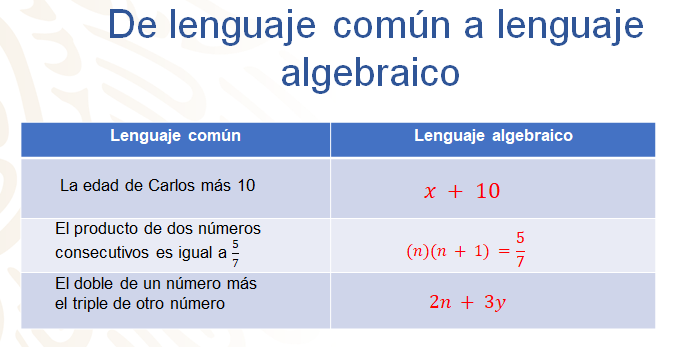 De lenguaje común a lenguaje
algebraico
Lenguaje común
Lenguaje algebraico
La edad de Carlos más 10
x + 10
El producto de dos números
consecutivos es igual a 5/7
(n)(n + 1) = 5/7
El doble de un número más
el triple de otro número
2n + 3y